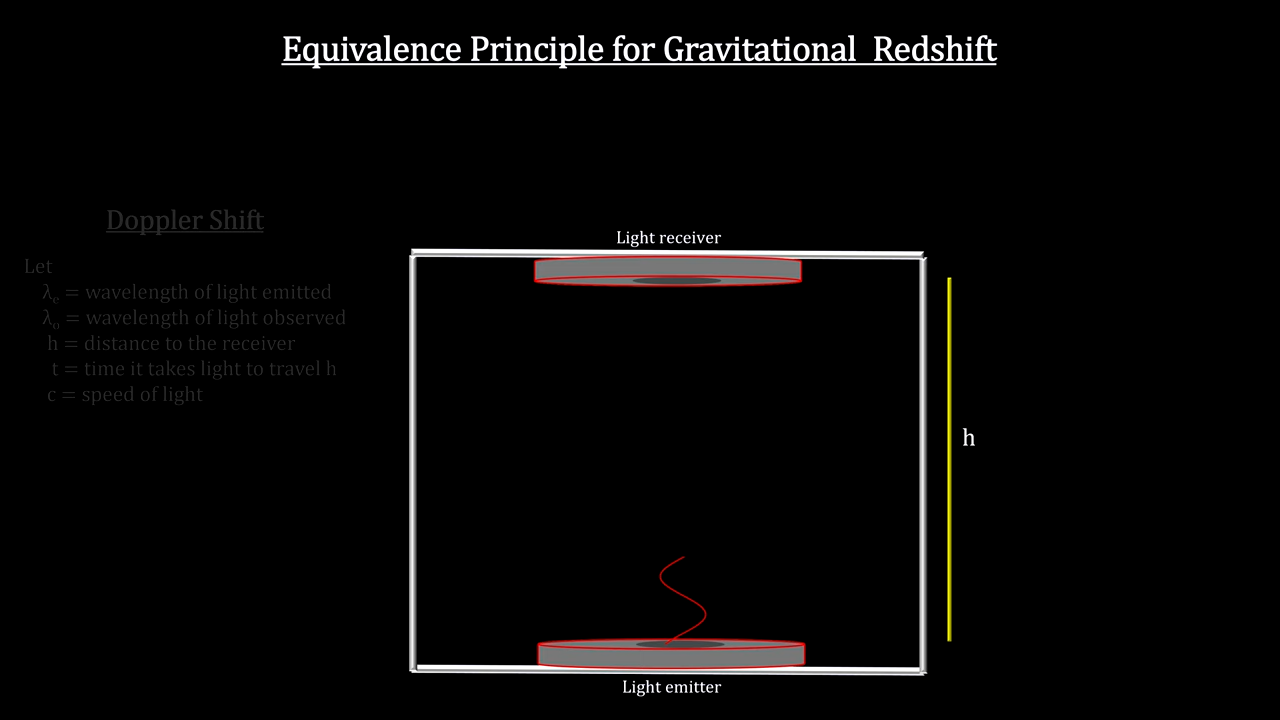 Equivalence Principle for Gravitational  Redshift
Doppler Shift
Let
λe = wavelength of light emitted
λo = wavelength of light observed
h = distance to the receiver
t = time it takes light to travel h
c = speed of light
Light receiver
h
Light emitter